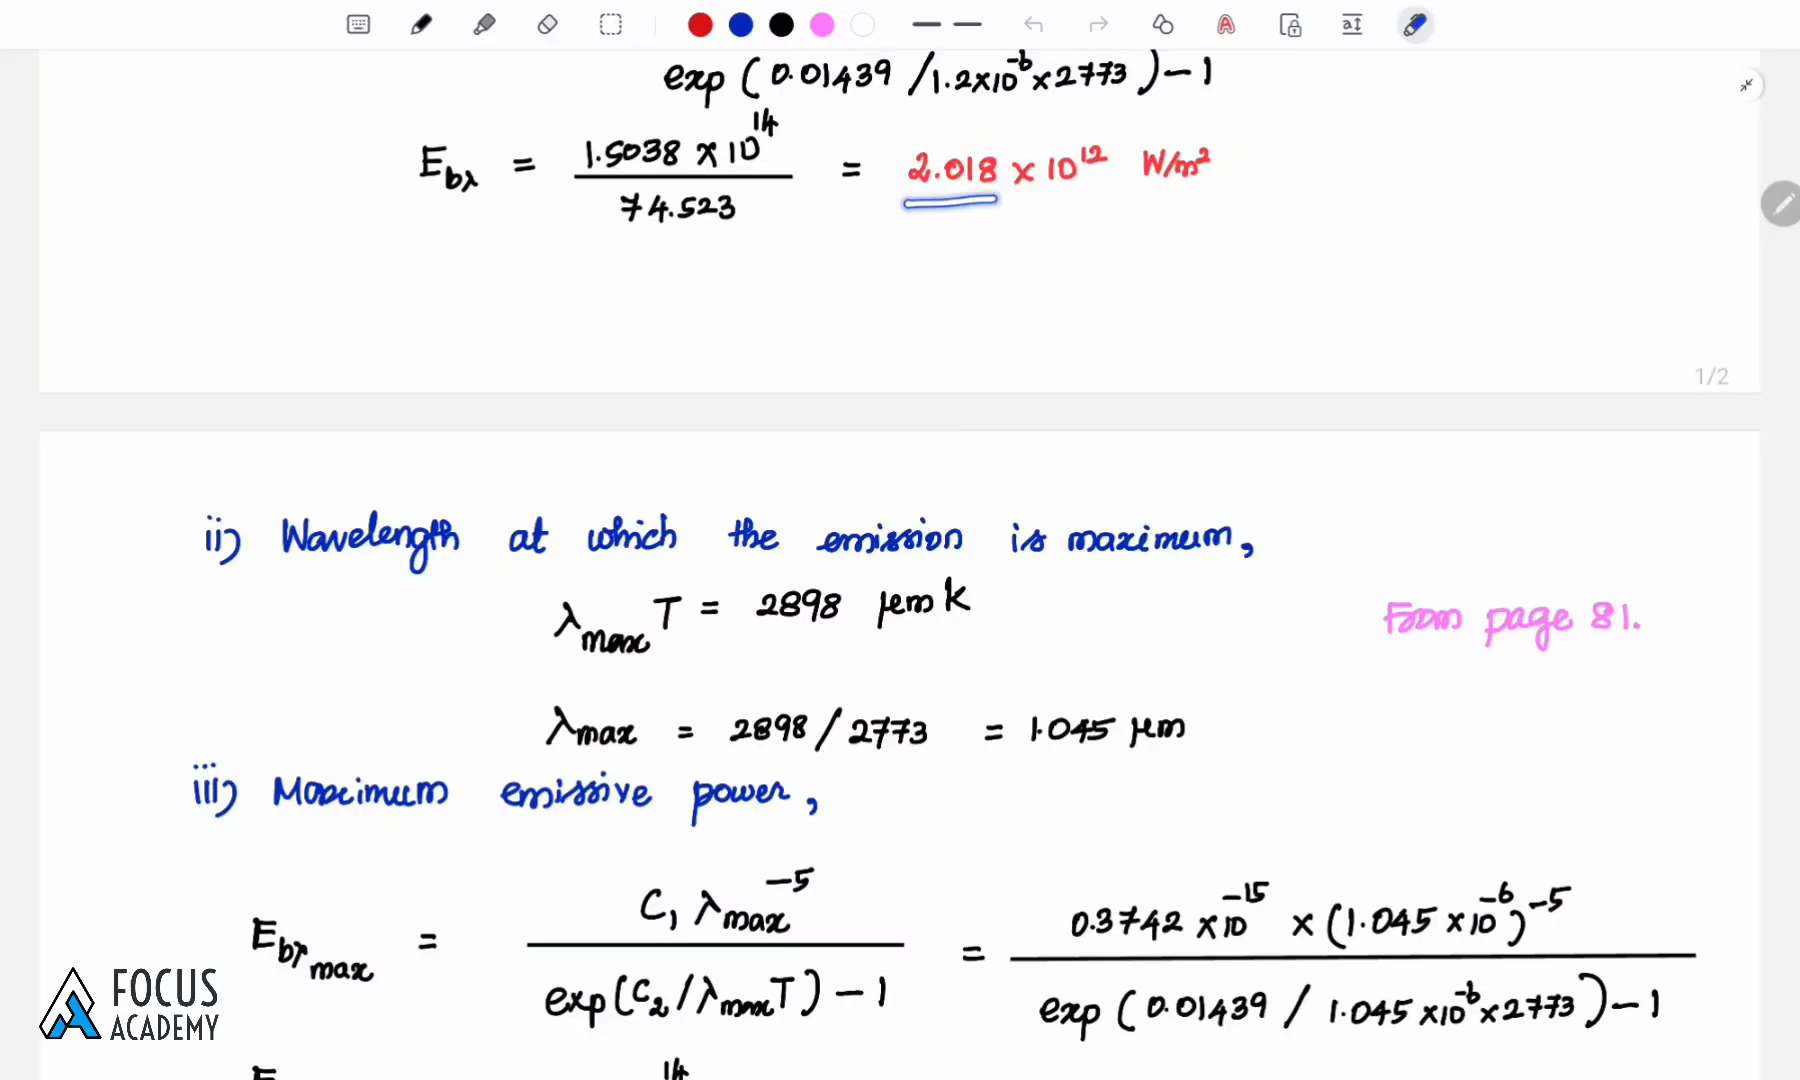 exp (0.01439 /1.2×10⁻⁶×2773) − 1
E_bλ = 1.5038 × 10¹⁴ / 74.523 = 2.018 × 10¹² W/m²
1/2
ii) Wavelength at which the emission is maximum,
λ_max T = 2898 μm k
From page 81.
λmax = 2898/2773 = 1.045 μm
iii) Maximum emissive power,
E_bλ_max = C₁ λ_max⁻⁵ / exp(C₂/λ_max T) − 1 = 0.3742 ×10⁻¹⁵ × (1.045 ×10⁻⁶)⁻⁵ / exp (0.01439 / 1.045 ×10⁻⁶×2773) − 1
FOCUS
ACADEMY
14